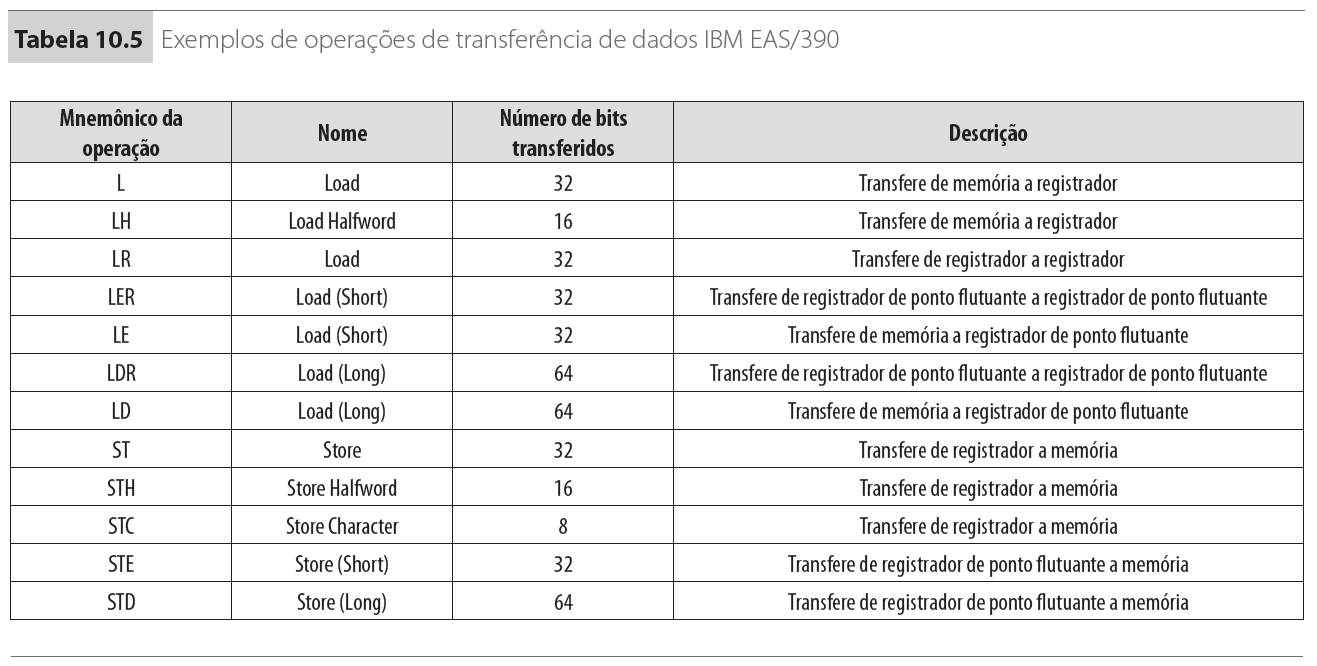 Tabela 10.5 Exemplos de operações de transferência de dados IBM EAS/390
Mnemônico da operação Nome Número de bits transferidos Descrição
L Load 32 Transfere de memória a registrador
LH Load Halfword 16 Transfere de memória a registrador
LR Load 32 Transfere de registrador a registrador
LER Load (Short) 32 Transfere de registrador de ponto flutuante a registrador de ponto flutuante
LE Load (Short) 32 Transfere de memória a registrador de ponto flutuante
LDR Load (Long) 64 Transfere de registrador de ponto flutuante a registrador de ponto flutuante
LD Load (Long) 64 Transfere de memória a registrador de ponto flutuante
ST Store 32 Transfere de registrador a memória
STH Store Halfword 16 Transfere de registrador a memória
STC Store Character 8 Transfere de registrador a memória
STE Store (Short) 32 Transfere de registrador de ponto flutuante a memória
STD Store (Long) 64 Transfere de registrador de ponto flutuante a memória